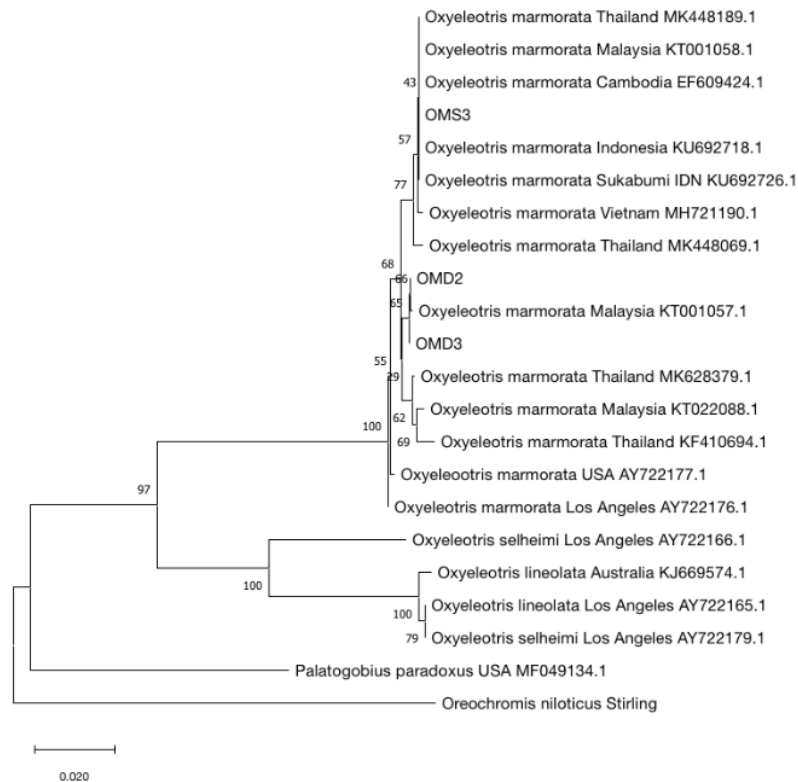 Oxyeleotris marmorata Thailand MK448189.1
Oxyeleotris marmorata Malaysia KT001058.1
43
Oxyeleotris marmorata Cambodia EF609424.1
OMS3
57
Oxyeleotris marmorata Indonesia KU692718.1
77
Oxyeleotris marmorata Sukabumi IDN KU692726.1
Oxyeleotris marmorata Vietnam MH721190.1
Oxyeleotris marmorata Thailand MK448069.1
68
66
OMD2
65
Oxyeleotris marmorata Malaysia KT001057.1
OMD3
55
29
Oxyeleotris marmorata Thailand MK628379.1
62
Oxyeleotris marmorata Malaysia KT022088.1
100
69
Oxyeleotris marmorata Thailand KF410694.1
Oxyeleootris marmorata USA AY722177.1
97
Oxyeleotris marmorata Los Angeles AY722176.1
Oxyeleotris selheimi Los Angeles AY722166.1
100
Oxyeleotris lineolata Australia KJ669574.1
100
Oxyeleotris lineolata Los Angeles AY722165.1
79
Oxyeleotris selheimi Los Angeles AY722179.1
Palatogobius paradoxus USA MF049134.1
Oreochromis niloticus Stirling
0.020